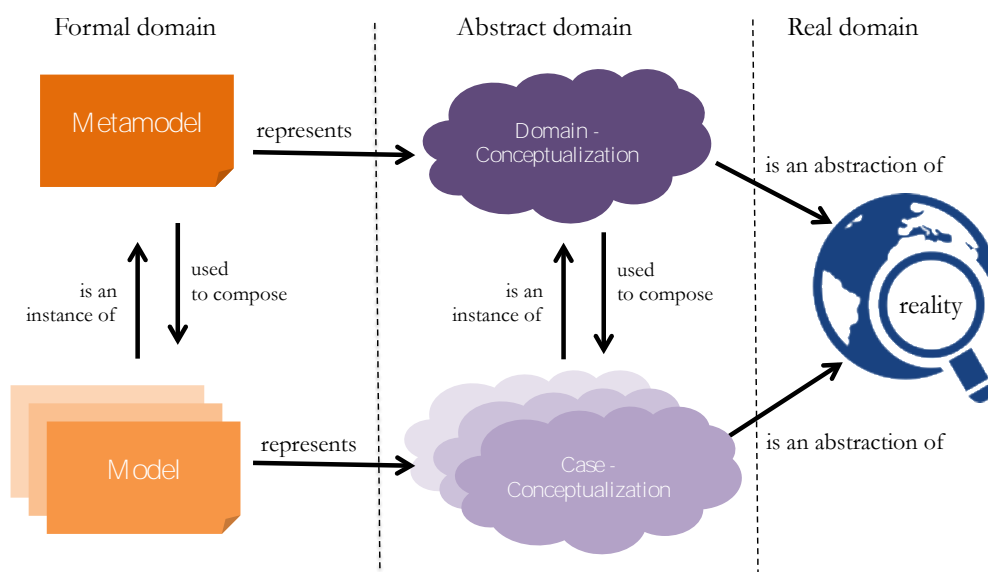 Formal domain
Abstract domain
Real domain
Metamodel
represents
Domain -
Conceptualization
is an abstraction of
is an
instance of
used
to compose
is an
instance of
used
to compose
reality
Model
represents
Case -
Conceptualization
is an abstraction of